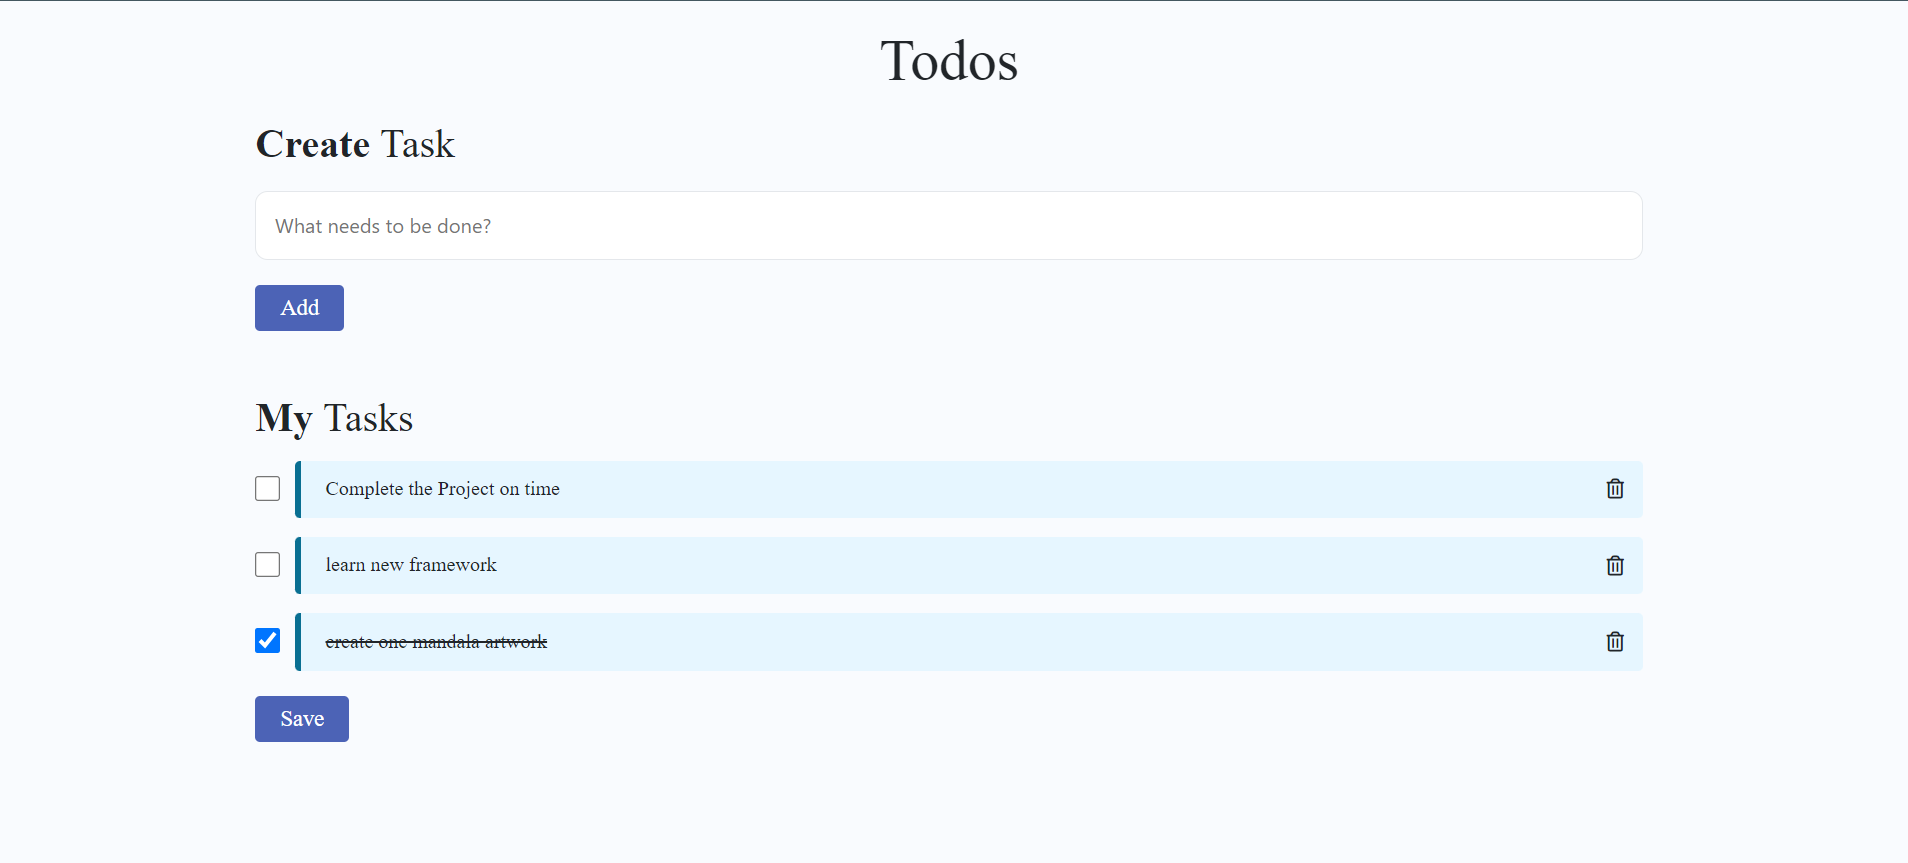 Todos
Create Task
What needs to be done?
Add
My Tasks
Complete the Project on time
learn new framework
create one mandala artwork
Save